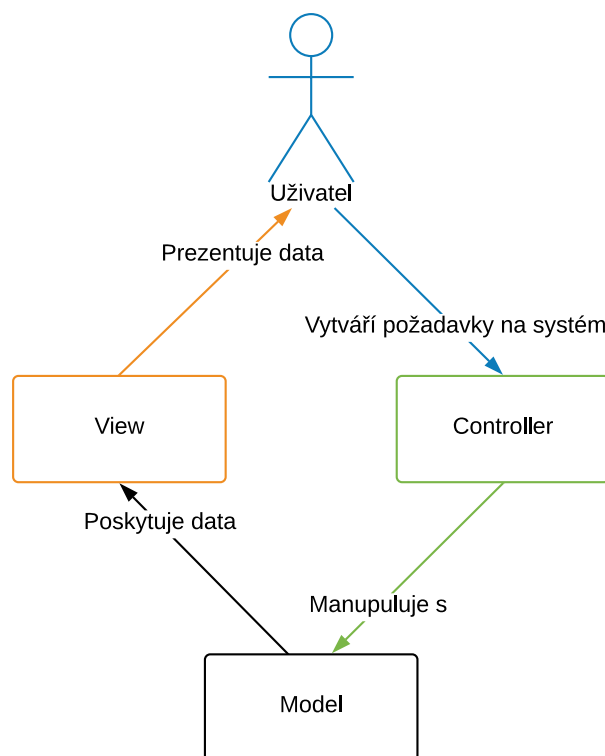 Uživatel
Prezentuje data
Vytváří požadavky na systém
View
Controller
Poskytuje data
Manupuluje s
Model